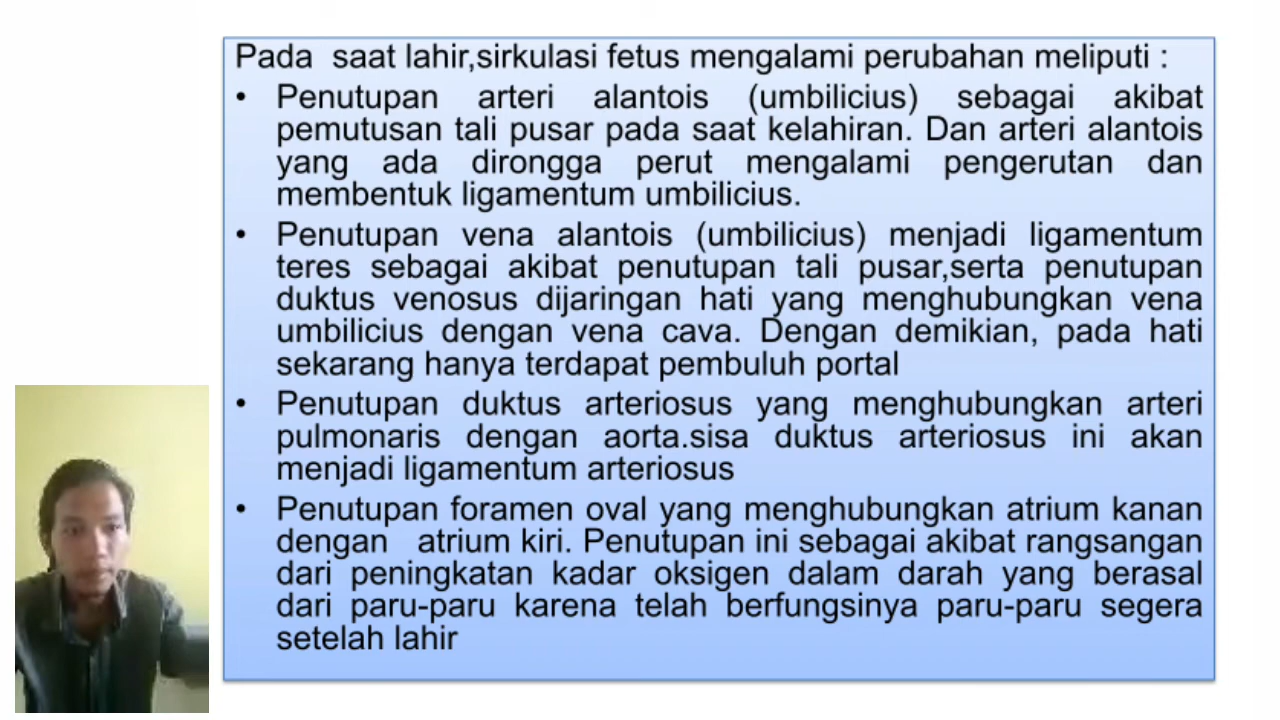 Pada saat lahir,sirkulasi fetus mengalami perubahan meliputi :
• Penutupan arteri alantois (umbilicius) sebagai akibat
pemutusan tali pusar pada saat kelahiran. Dan arteri alantois
yang ada dirongga perut mengalami pengerutan dan
membentuk ligamentum umbilicius.
• Penutupan vena alantois (umbilicius) menjadi ligamentum
teres sebagai akibat penutupan tali pusar,serta penutupan
duktus venosus dijaringan hati yang menghubungkan vena
umbilicius dengan vena cava. Dengan demikian, pada hati
sekarang hanya terdapat pembuluh portal
• Penutupan duktus arteriosus yang menghubungkan arteri
pulmonaris dengan aorta.sisa duktus arteriosus ini akan
menjadi ligamentum arteriosus
• Penutupan foramen oval yang menghubungkan atrium kanan
dengan atrium kiri. Penutupan ini sebagai akibat rangsangan
dari peningkatan kadar oksigen dalam darah yang berasal
dari paru-paru karena telah berfungsinya paru-paru segera
setelah lahir